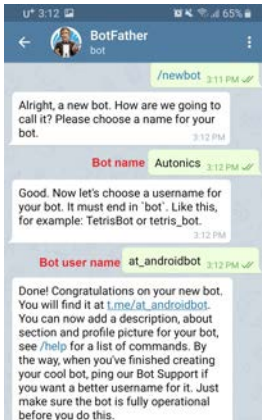 U⁺ 3:12 65%
BotFather
bot
/newbot 3:11 PM
Alright, a new bot. How are we going to
call it? Please choose a name for your
bot.
3:12 PM
Bot name Autonics 3:12 PM
Good. Now let's choose a username for
your bot. It must end in `bot`. Like this,
for example: TetrisBot or tetris_bot.
3:12 PM
Bot user name at_androidbot 3:12 PM
Done! Congratulations on your new bot.
You will find it at t.me/at_androidbot.
You can now add a description, about
section and profile picture for your bot,
see /help for a list of commands. By
the way, when you've finished creating
your cool bot, ping our Bot Support if
you want a better username for it. Just
make sure the bot is fully operational
before you do this.